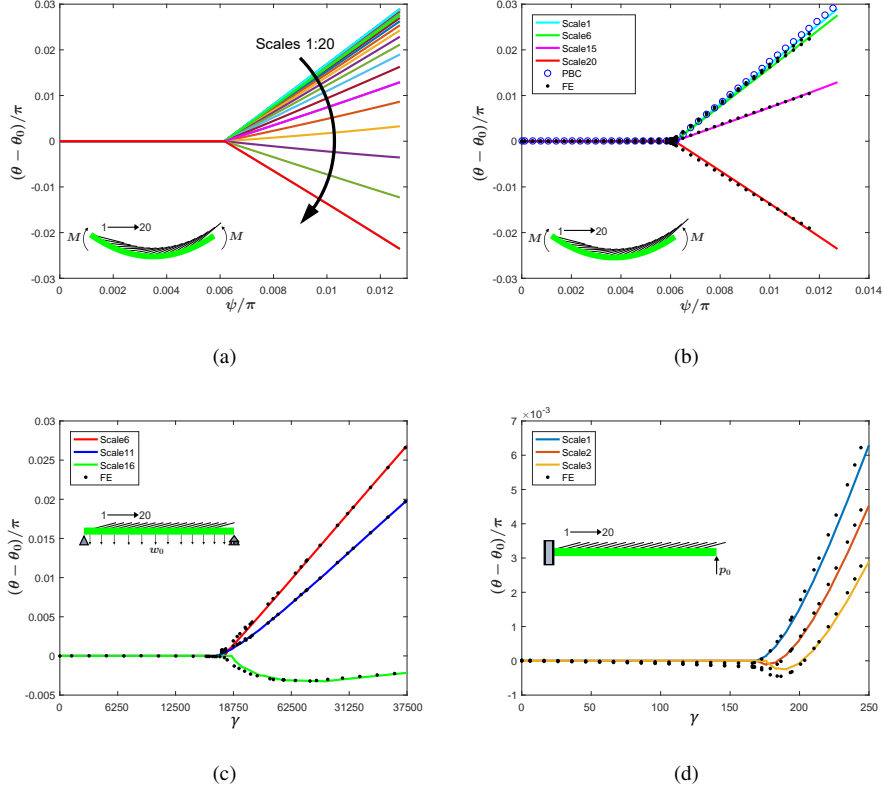 0.03
0.02
0.01
0
-0.01
-0.02
-0.03
(θ − θ0)/π
Scales 1:20
1 20
M M
0 0.002 0.004 0.006 0.008 0.01 0.012
ψ/π
(a)
0.03
0.02
0.01
0
-0.01
-0.02
-0.03
(θ − θ0)/π
Scale1
Scale6
Scale15
Scale20
PBC
FE
1 20
M M
0 0.002 0.004 0.006 0.008 0.01 0.012 0.014
ψ/π
(b)
0.03
0.025
0.02
0.015
0.01
0.005
0
-0.005
(θ − θ0)/π
Scale6
Scale11
Scale16
FE
1 20
w0
0 6250 12500 18750 62500 31250 37500
γ
(c)
×10-3
7
6
5
4
3
2
1
0
-1
(θ − θ0)/π
Scale1
Scale2
Scale3
FE
1 20
p0
0 50 100 150 200 250
γ
(d)